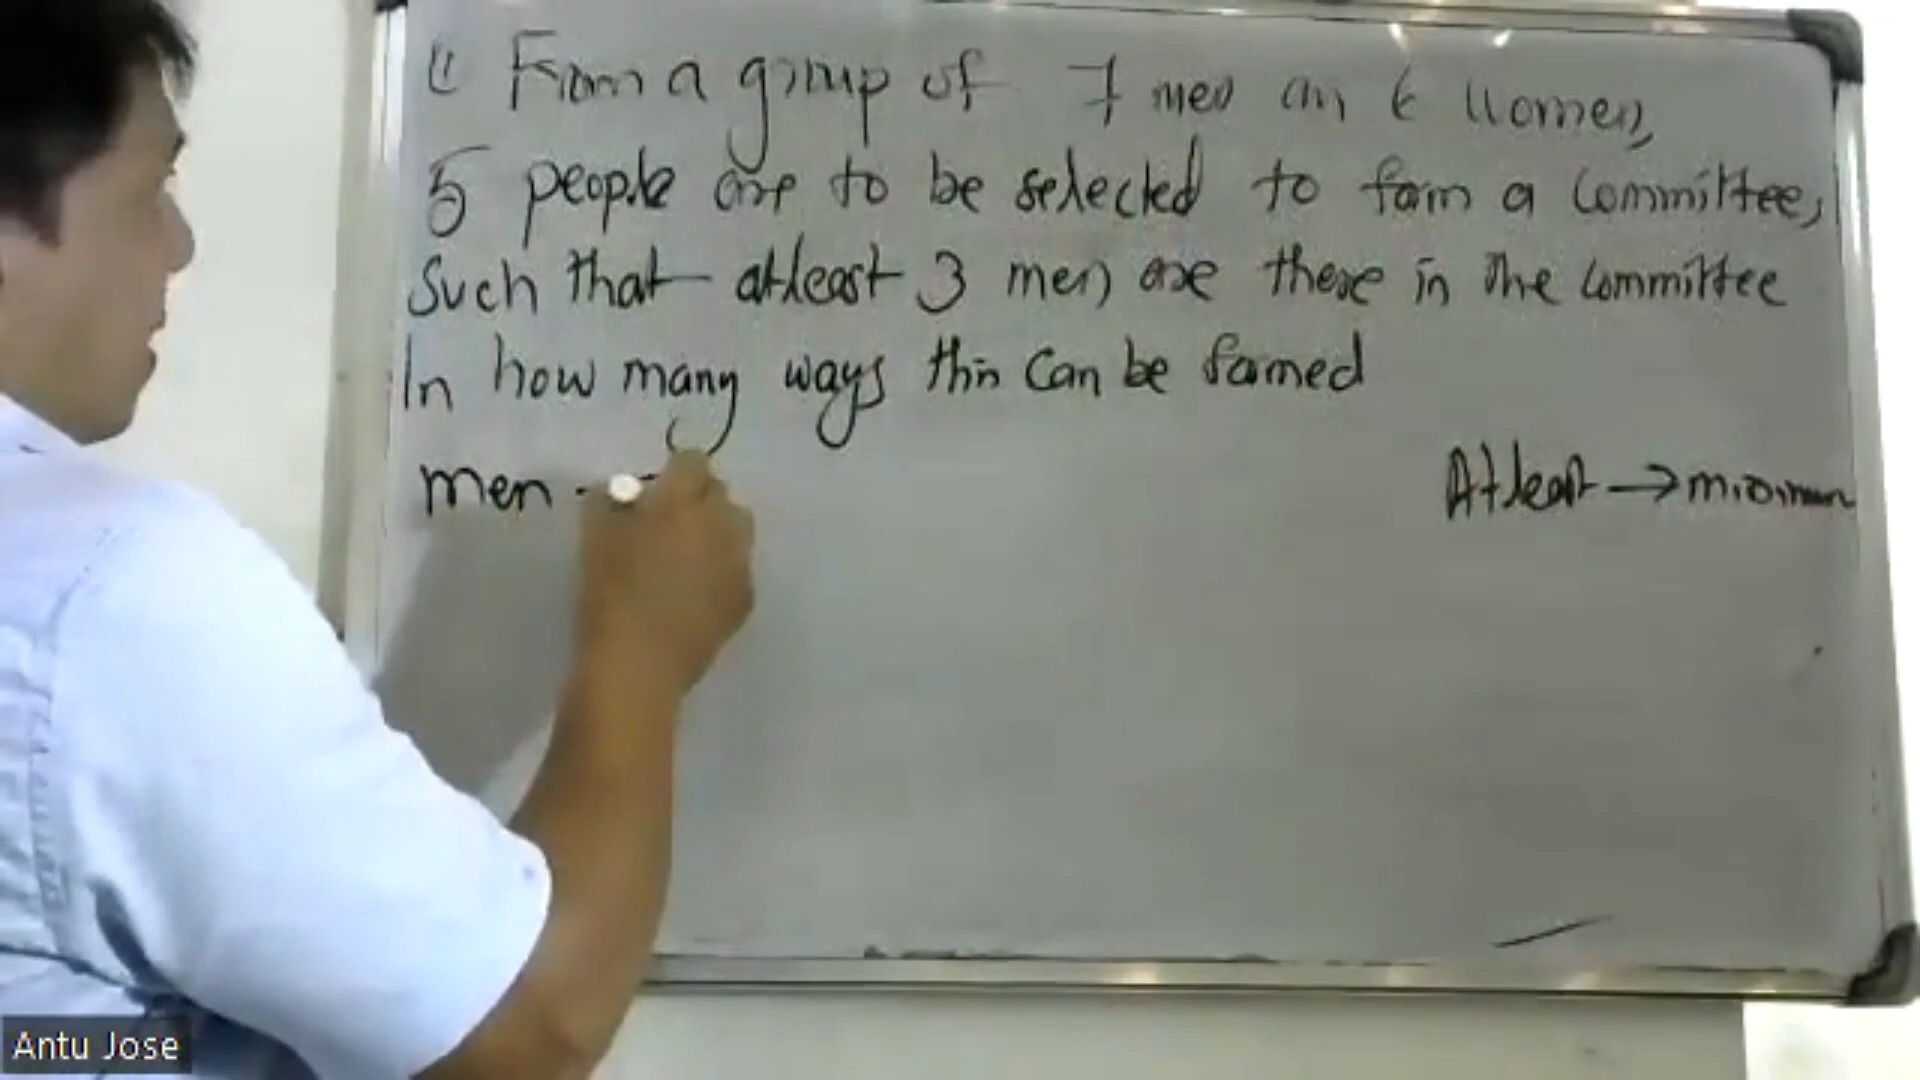 From a group of 7 men an 6 women,
5 people are to be selected to form a committee,
Such that atleast 3 men are there in the committee
In how many ways this can be formed
men -
Atleast → minimum
Antu Jose